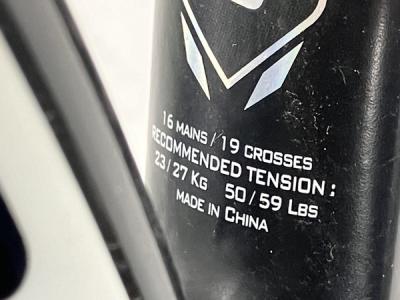 16 MAINS / 19 CROSSES
RECOMMENDED TENSION :
23 / 27 KG 50 / 59 LBS
MADE IN CHINA